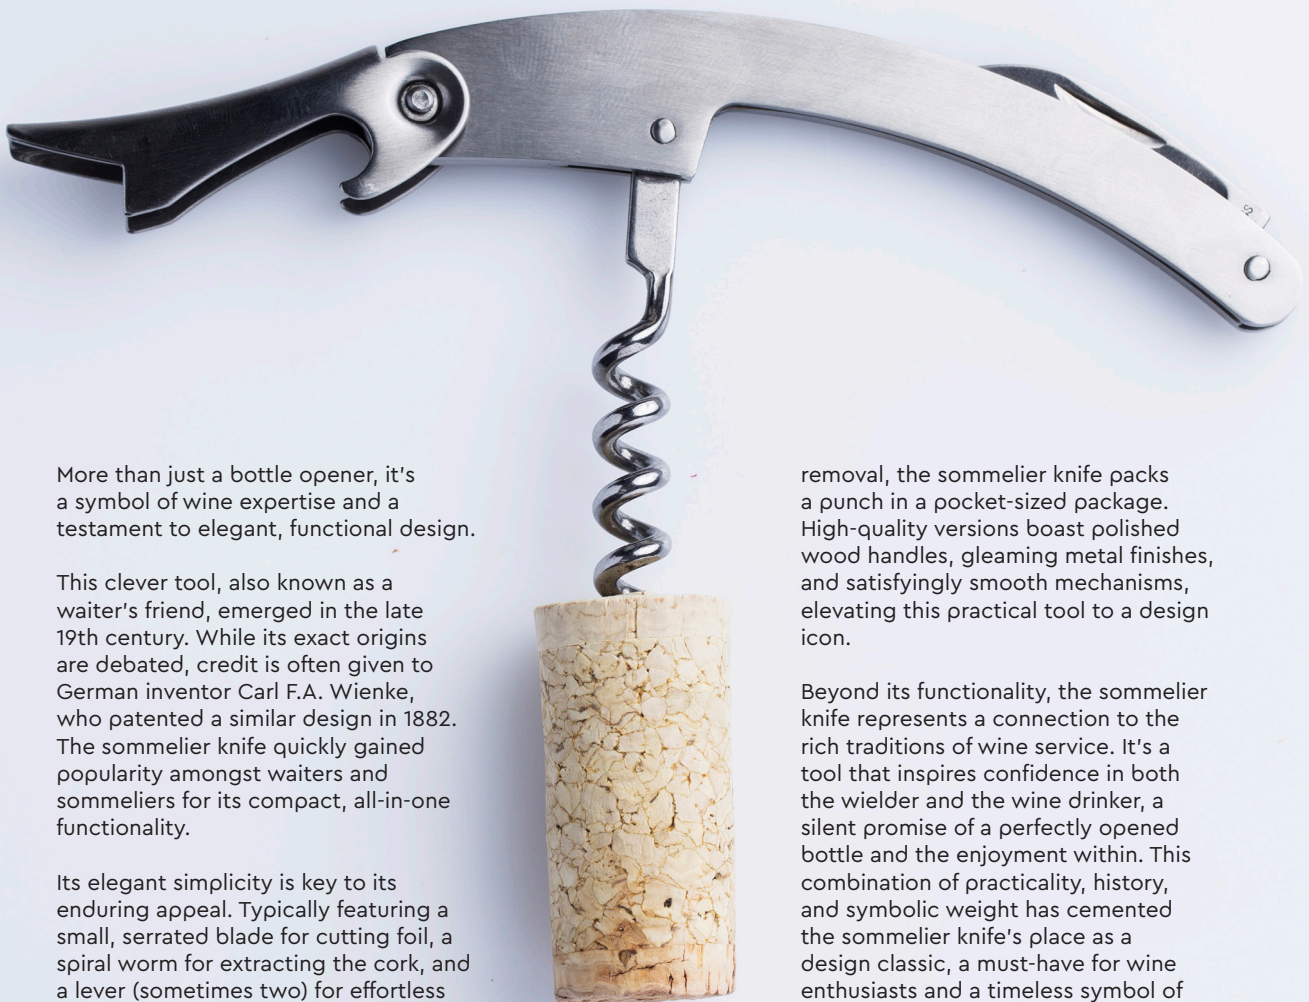 More than just a bottle opener, it's
a symbol of wine expertise and a
testament to elegant, functional design.
This clever tool, also known as a
waiter's friend, emerged in the late
19th century. While its exact origins
are debated, credit is often given to
German inventor Carl F.A. Wienke,
who patented a similar design in 1882.
The sommelier knife quickly gained
popularity amongst waiters and
sommeliers for its compact, all-in-one
functionality.
Its elegant simplicity is key to its
enduring appeal. Typically featuring a
small, serrated blade for cutting foil, a
spiral worm for extracting the cork, and
a lever (sometimes two) for effortless
removal, the sommelier knife packs
a punch in a pocket-sized package.
High-quality versions boast polished
wood handles, gleaming metal finishes,
and satisfyingly smooth mechanisms,
elevating this practical tool to a design
icon.
Beyond its functionality, the sommelier
knife represents a connection to the
rich traditions of wine service. It's a
tool that inspires confidence in both
the wielder and the wine drinker, a
silent promise of a perfectly opened
bottle and the enjoyment within. This
combination of practicality, history,
and symbolic weight has cemented
the sommelier knife's place as a
design classic, a must-have for wine
enthusiasts and a timeless symbol of